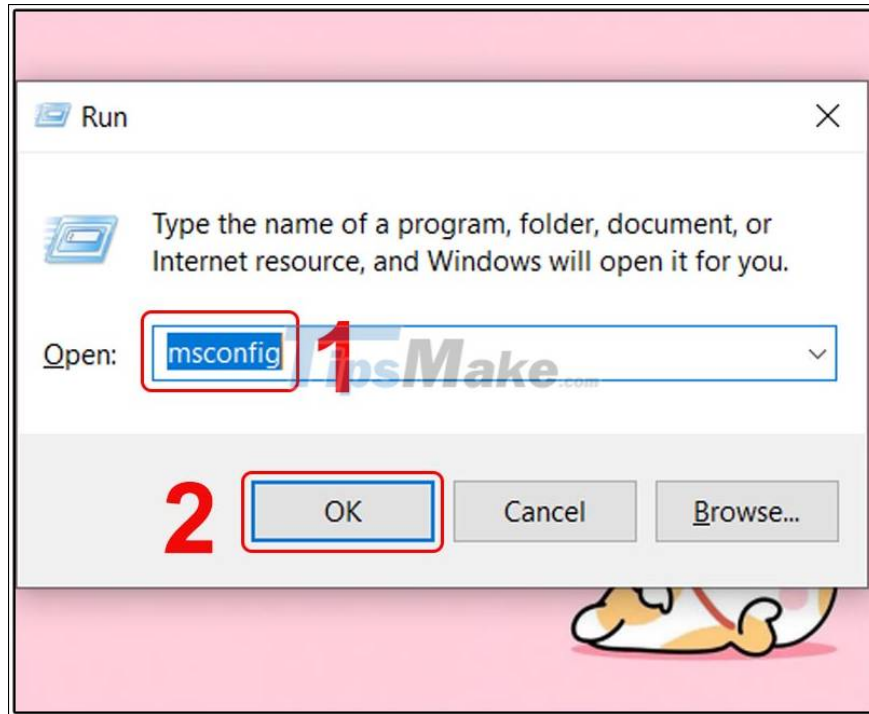 Run
Type the name of a program, folder, document, or
Internet resource, and Windows will open it for you.
Open: msconfig 1
TipsMake.com
2 OK Cancel Browse...